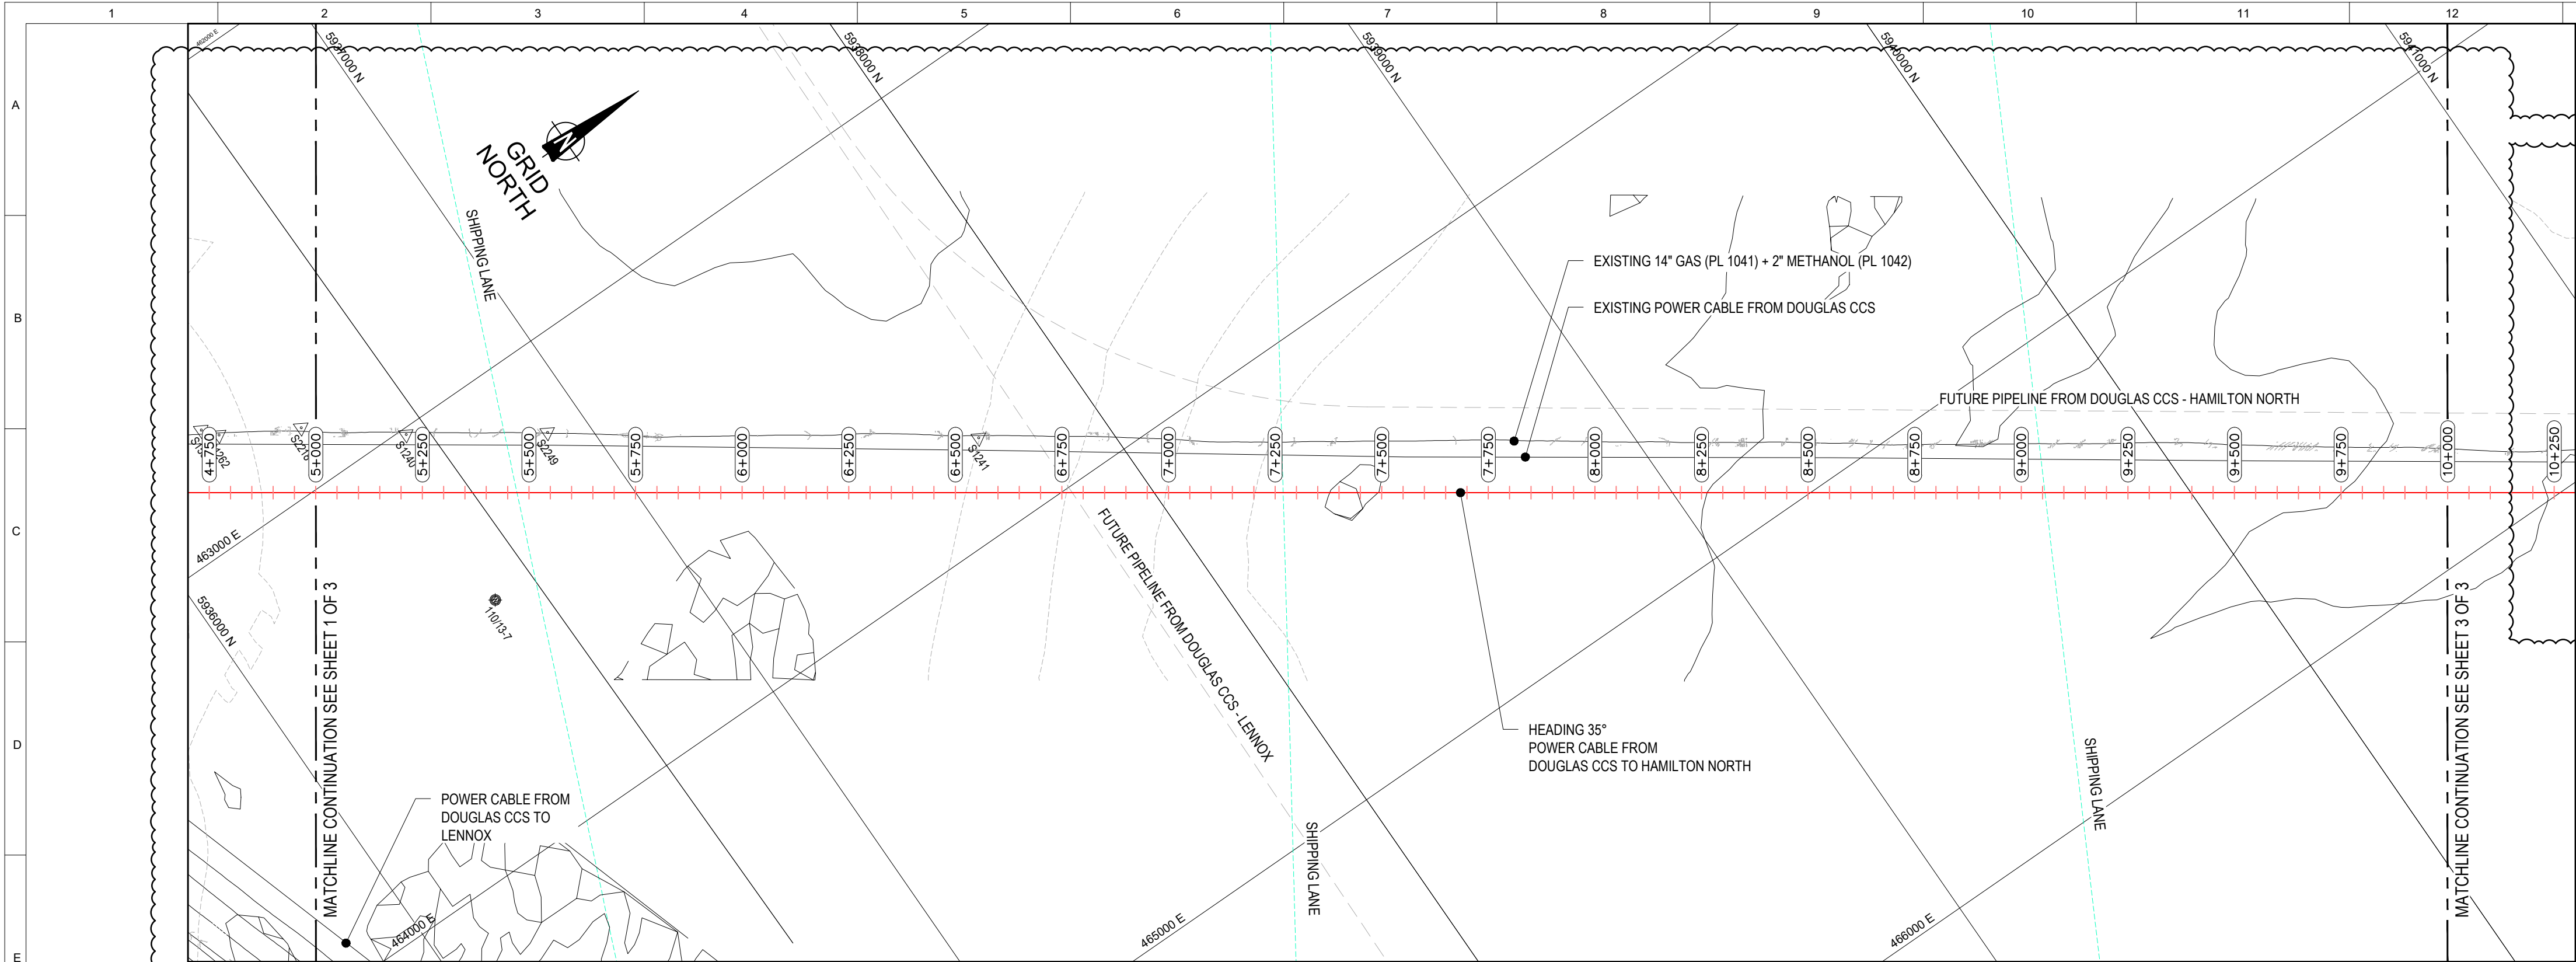 1 2 3 4 5 6 7 8 9 10 11 12
A
B
C
D
E
462000 E
5937000 N
5938000 N
5939000 N
5940000 N
5941000 N
N
GRID
NORTH
SHIPPING LANE
EXISTING 14" GAS (PL 1041) + 2" METHANOL (PL 1042)
EXISTING POWER CABLE FROM DOUGLAS CCS
FUTURE PIPELINE FROM DOUGLAS CCS - HAMILTON NORTH
S2216
S1240
S2249
S1241
4+750
5+000
5+250
5+500
5+750
6+000
6+250
6+500
6+750
7+000
7+250
7+500
7+750
8+000
8+250
8+500
8+750
9+000
9+250
9+500
9+750
10+000
10+250
463000 E
5936000 N
MATCHLINE CONTINUATION SEE SHEET 1 OF 3
110/13-7
FUTURE PIPELINE FROM DOUGLAS CCS - LENNOX
HEADING 35°
POWER CABLE FROM
DOUGLAS CCS TO HAMILTON NORTH
POWER CABLE FROM
DOUGLAS CCS TO
LENNOX
SHIPPING LANE
SHIPPING LANE
MATCHLINE CONTINUATION SEE SHEET 3 OF 3
464000 E
465000 E
466000 E